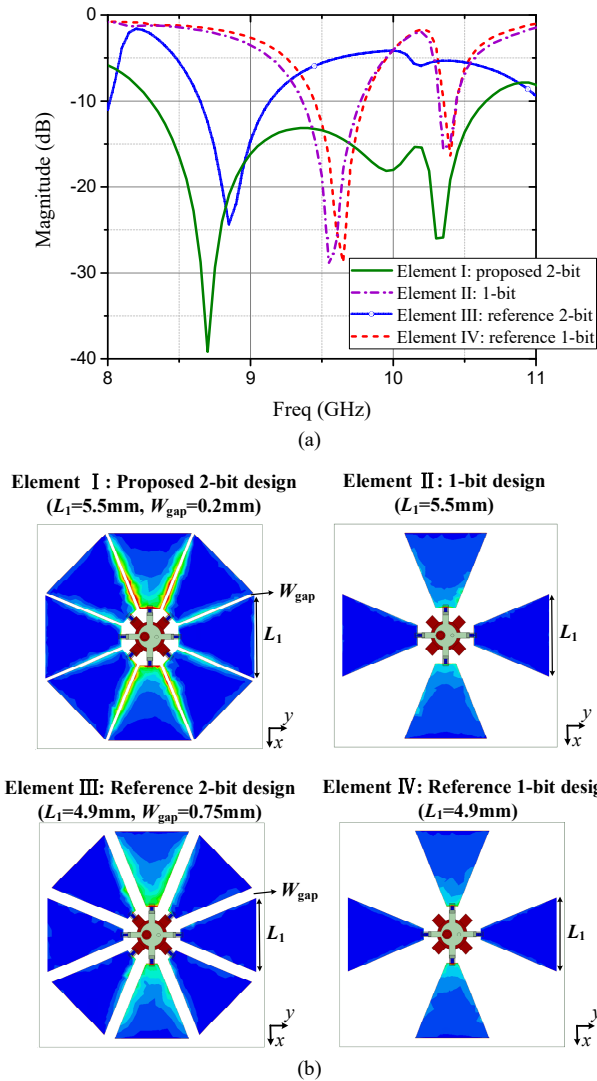 0
-10
-20
-30
-40
Magnitude (dB)
Element I: proposed 2-bit
Element II: 1-bit
Element III: reference 2-bit
Element IV: reference 1-bit
8 9 10 11
Freq (GHz)
(a)
Element Ⅰ: Proposed 2-bit design
(L1=5.5mm, Wgap=0.2mm)
Element Ⅱ: 1-bit design
(L1=5.5mm)
Wgap
L1
L1
y
x
y
x
Element Ⅲ: Reference 2-bit design
(L1=4.9mm, Wgap=0.75mm)
Element Ⅳ: Reference 1-bit desig
(L1=4.9mm)
Wgap
L1
L1
y
x
y
x
(b)